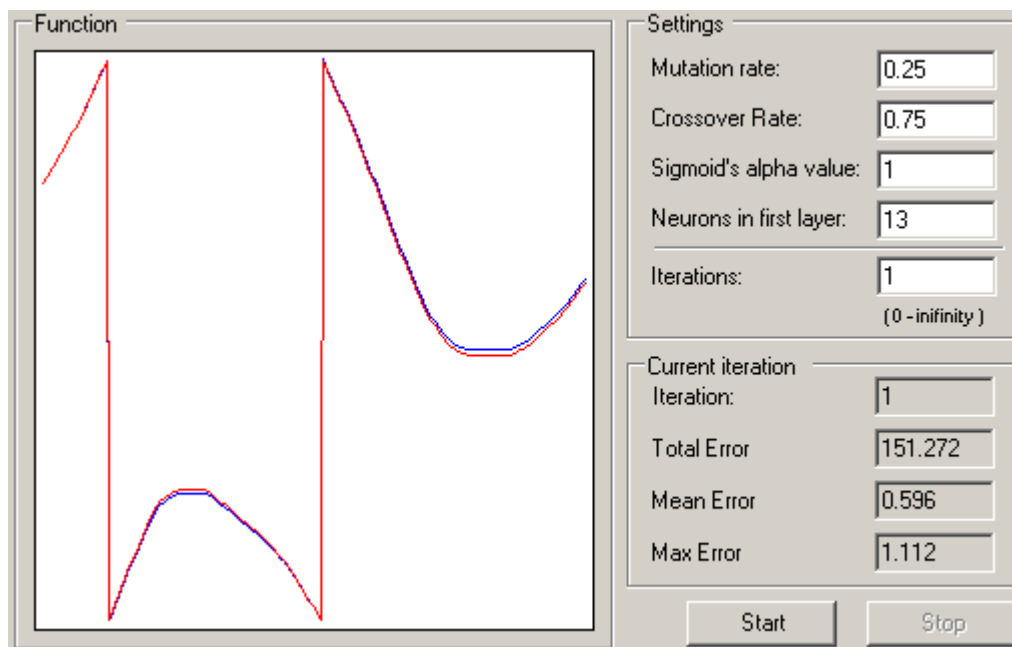 Function
Settings
Mutation rate: 0.25
Crossover Rate: 0.75
Sigmoid's alpha value: 1
Neurons in first layer: 13
Iterations: 1
( 0 - inifinity )
Current iteration
Iteration: 1
Total Error 151.272
Mean Error 0.596
Max Error 1.112
Start Stop